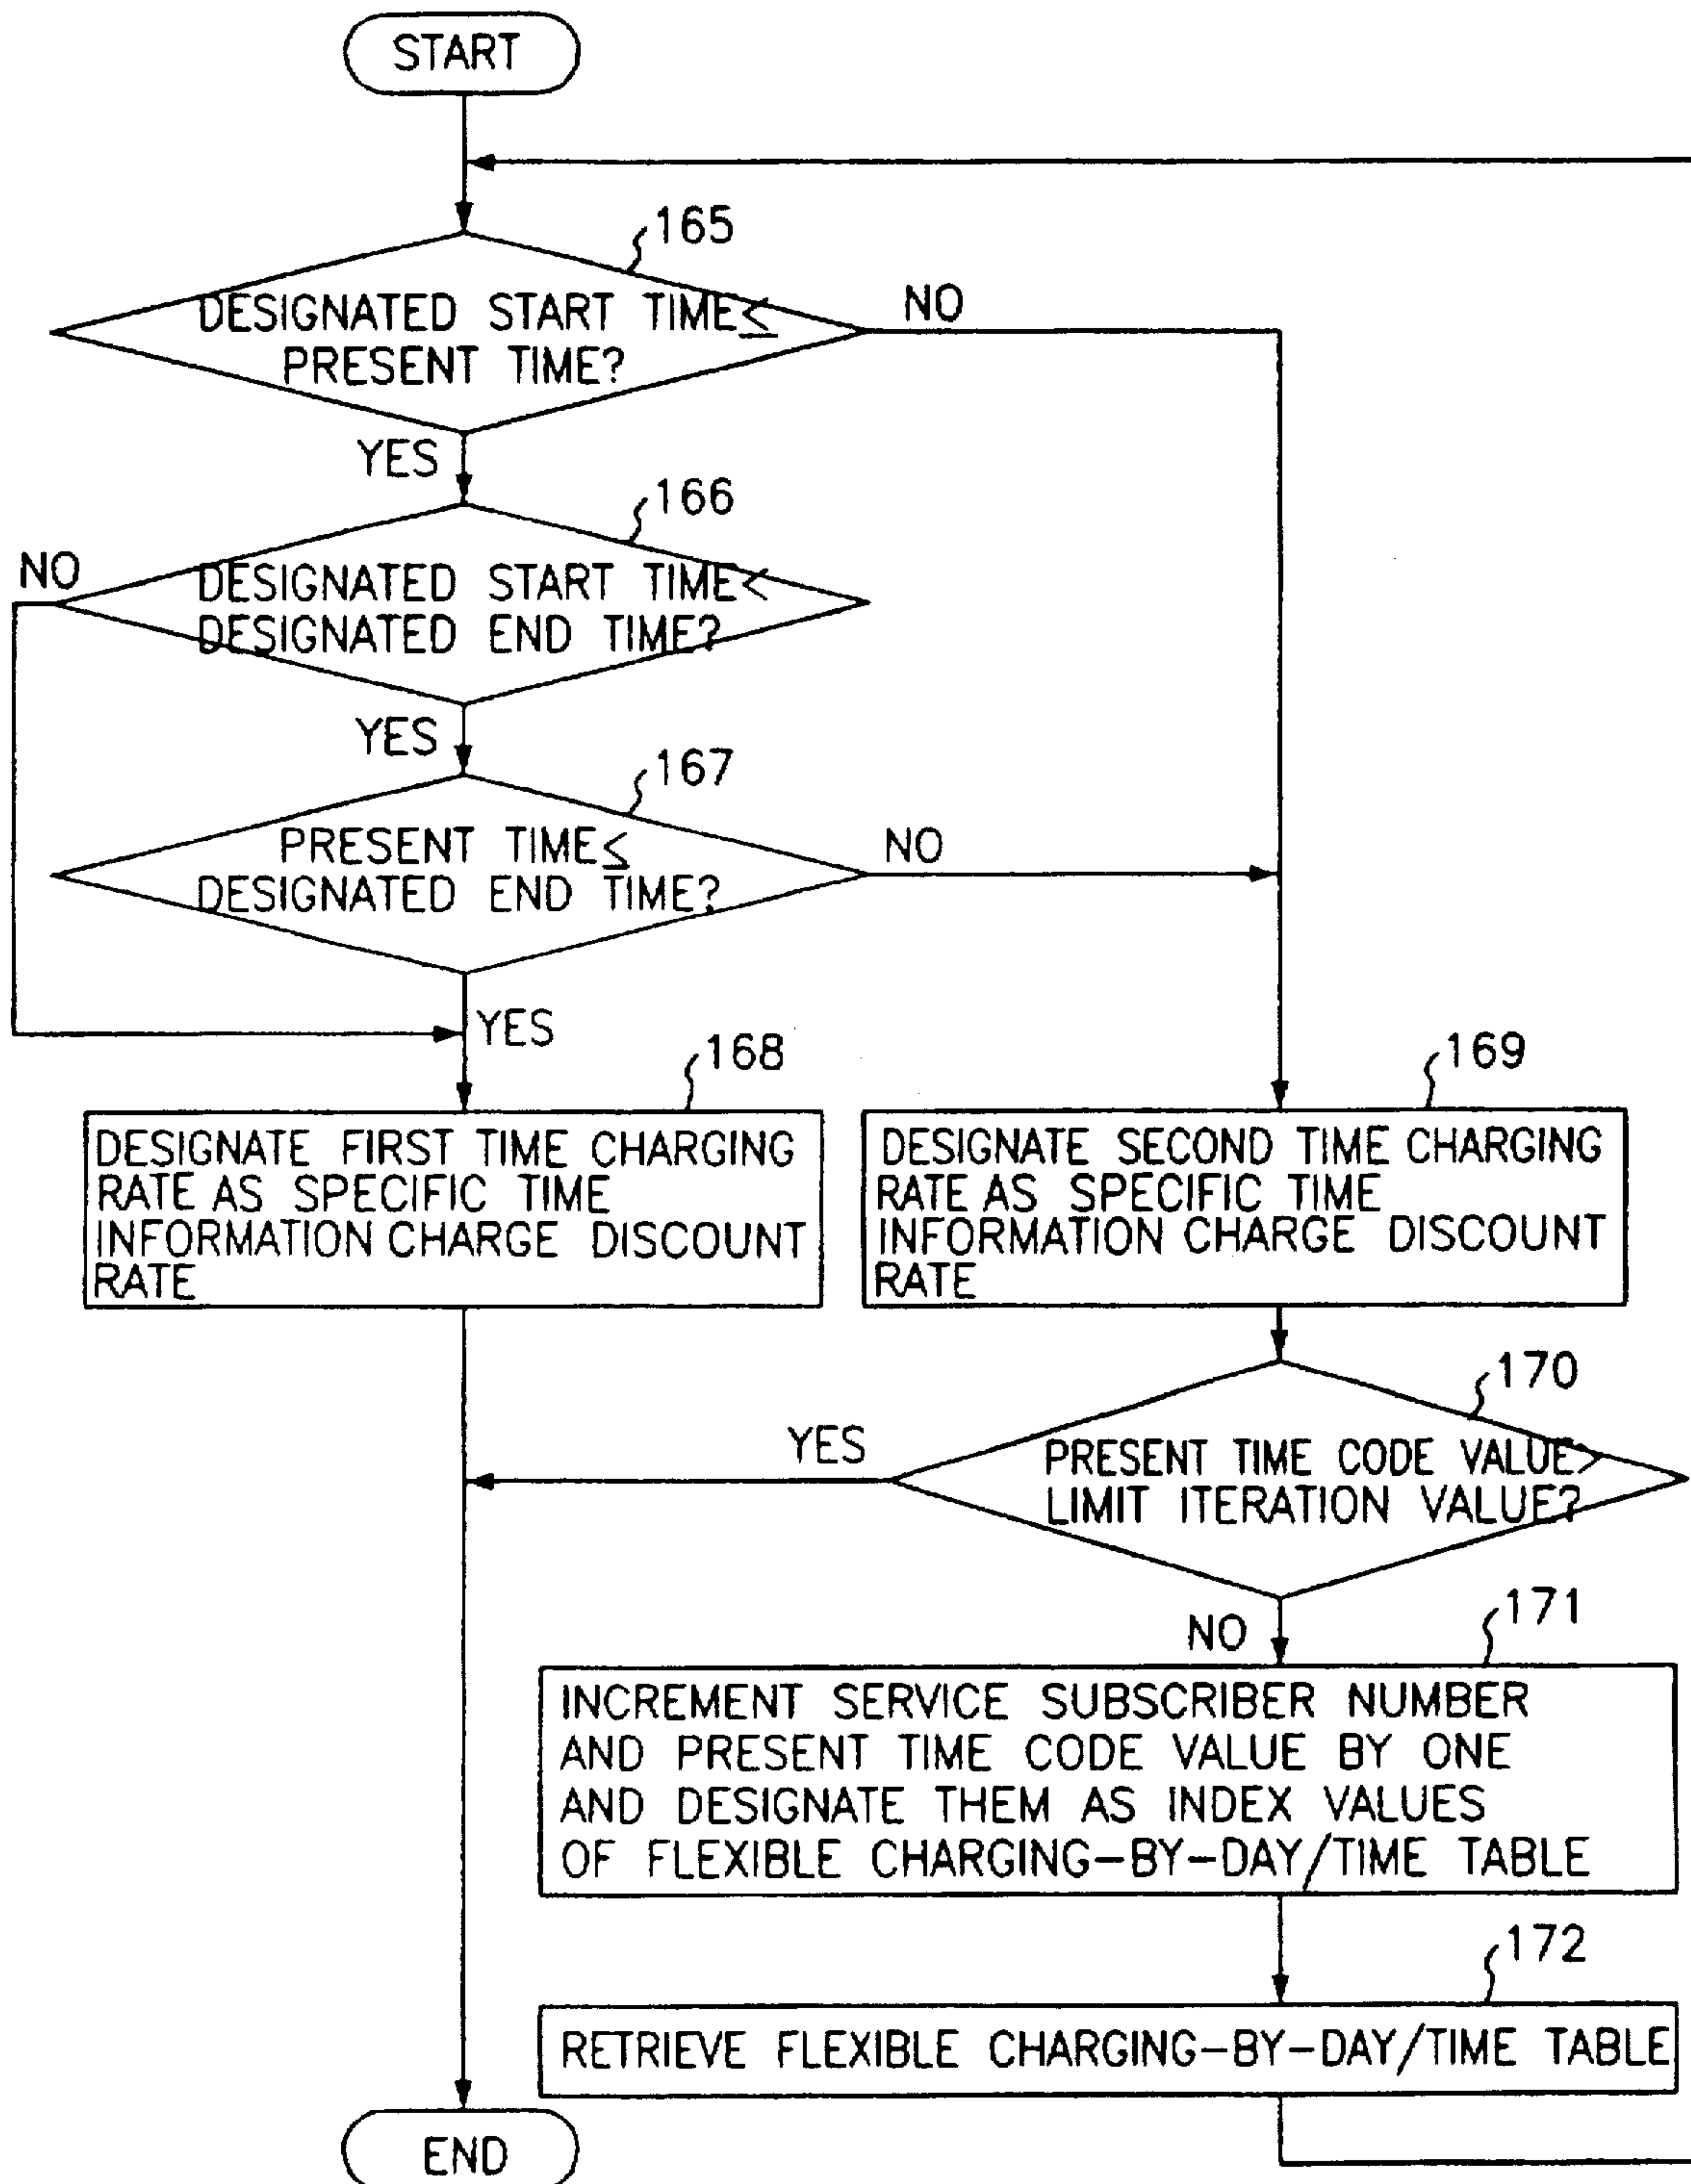 START
165
DESIGNATED START TIME≤
PRESENT TIME?
NO
YES
166
DESIGNATED START TIME<
DESIGNATED END TIME?
NO
YES
167
PRESENT TIME≤
DESIGNATED END TIME?
NO
YES
168
DESIGNATE FIRST TIME CHARGING
RATE AS SPECIFIC TIME
INFORMATION CHARGE DISCOUNT
RATE
169
DESIGNATE SECOND TIME CHARGING
RATE AS SPECIFIC TIME
INFORMATION CHARGE DISCOUNT
RATE
170
PRESENT TIME CODE VALUE>
LIMIT ITERATION VALUE?
YES
NO
171
INCREMENT SERVICE SUBSCRIBER NUMBER
AND PRESENT TIME CODE VALUE BY ONE
AND DESIGNATE THEM AS INDEX VALUES
OF FLEXIBLE CHARGING-BY-DAY/TIME TABLE
172
RETRIEVE FLEXIBLE CHARGING-BY-DAY/TIME TABLE
END